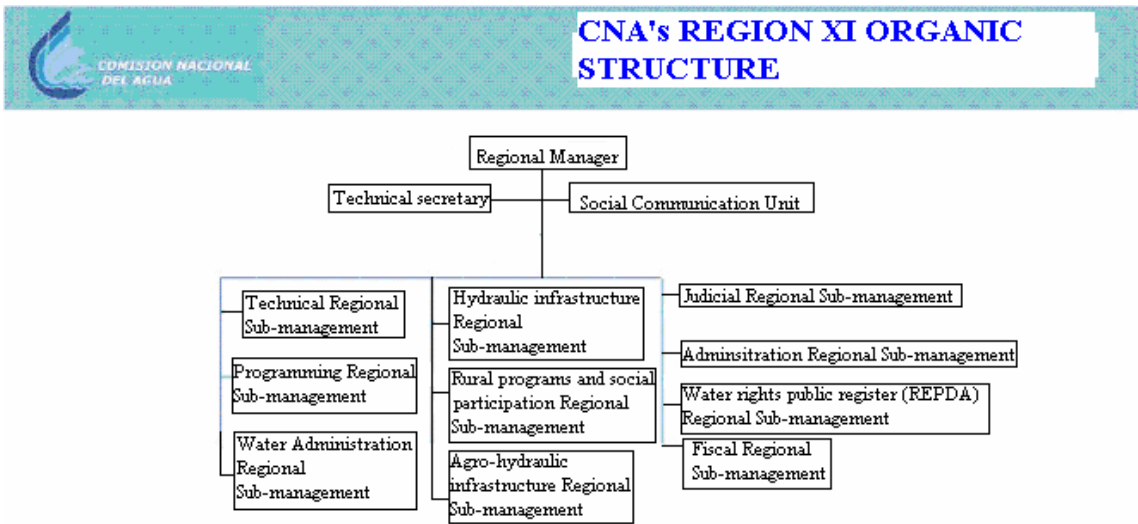 COMISION NACIONAL
DEL AGUA
CNA's REGION XI ORGANIC
STRUCTURE
Regional Manager
Technical secretary
Social Communication Unit
Technical Regional
Sub-management
Programming Regional
Sub-management
Water Administration
Regional
Sub-management
Hydraulic infrastructure
Regional
Sub-management
Rural programs and social
participation Regional
Sub-management
Agro-hydraulic
infrastructure Regional
Sub-management
Judicial Regional Sub-management
Adminsitration Regional Sub-management
Water rights public register (REPDA)
Regional Sub-management
Fiscal Regional
Sub-management